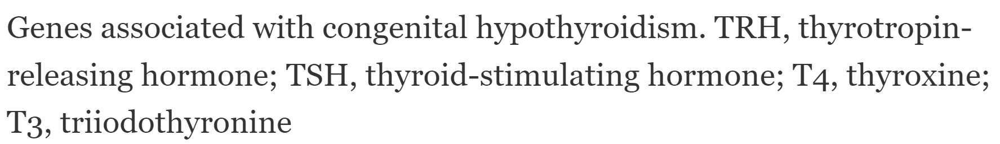 Genes associated with congenital hypothyroidism. TRH, thyrotropin-
releasing hormone; TSH, thyroid-stimulating hormone; T4, thyroxine;
T3, triiodothyronine